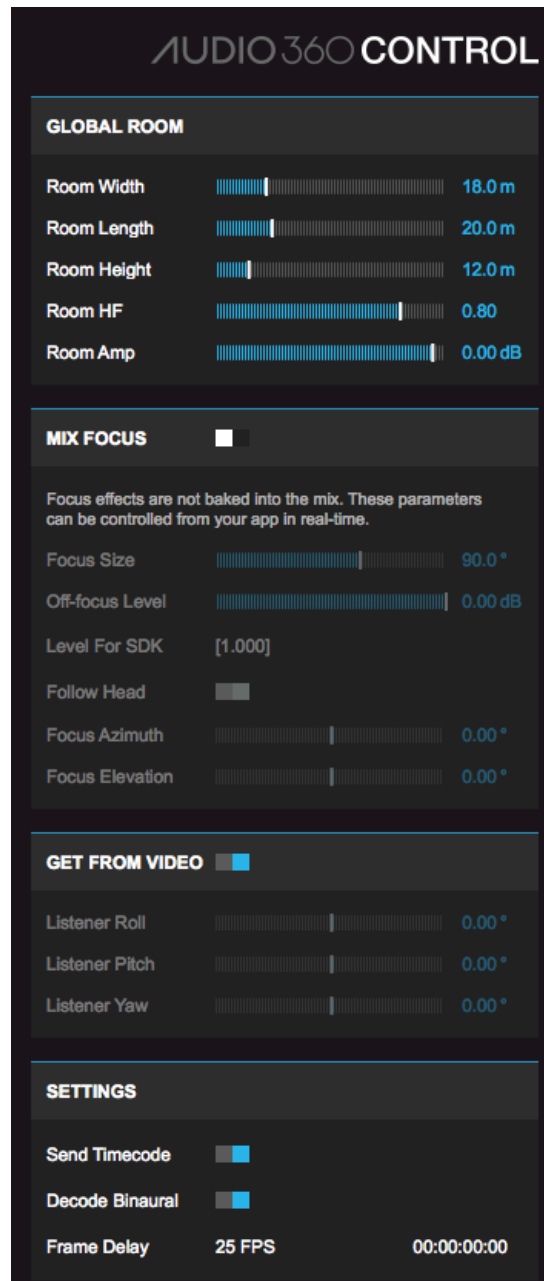 AUDIO360 CONTROL
GLOBAL ROOM
Room Width 18.0 m
Room Length 20.0 m
Room Height 12.0 m
Room HF 0.80
Room Amp 0.00 dB
MIX FOCUS
Focus effects are not baked into the mix. These parameters
can be controlled from your app in real-time.
Focus Size 90.0 °
Off-focus Level 0.00 dB
Level For SDK [1.000]
Follow Head
Focus Azimuth 0.00 °
Focus Elevation 0.00 °
GET FROM VIDEO
Listener Roll 0.00 °
Listener Pitch 0.00 °
Listener Yaw 0.00 °
SETTINGS
Send Timecode
Decode Binaural
Frame Delay 25 FPS 00:00:00:00